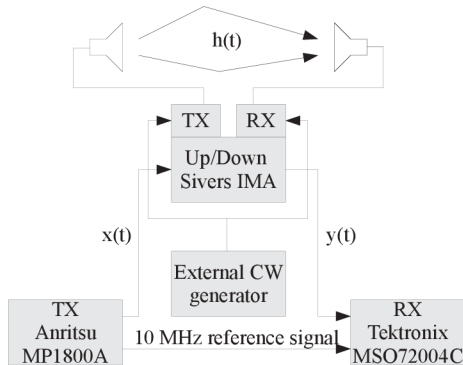 h(t)
TX
RX
Up/Down
Sivers IMA
x(t)
y(t)
External CW
generator
TX
Anritsu
MP1800A
10 MHz reference signal
RX
Tektronix
MSO72004C